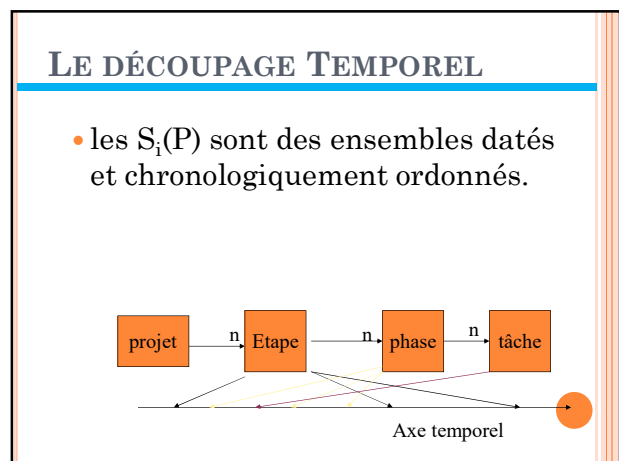 LE DÉCOUPAGE TEMPOREL
• les Si(P) sont des ensembles datés
et chronologiquement ordonnés.
projet n Etape n phase n tâche
Axe temporel